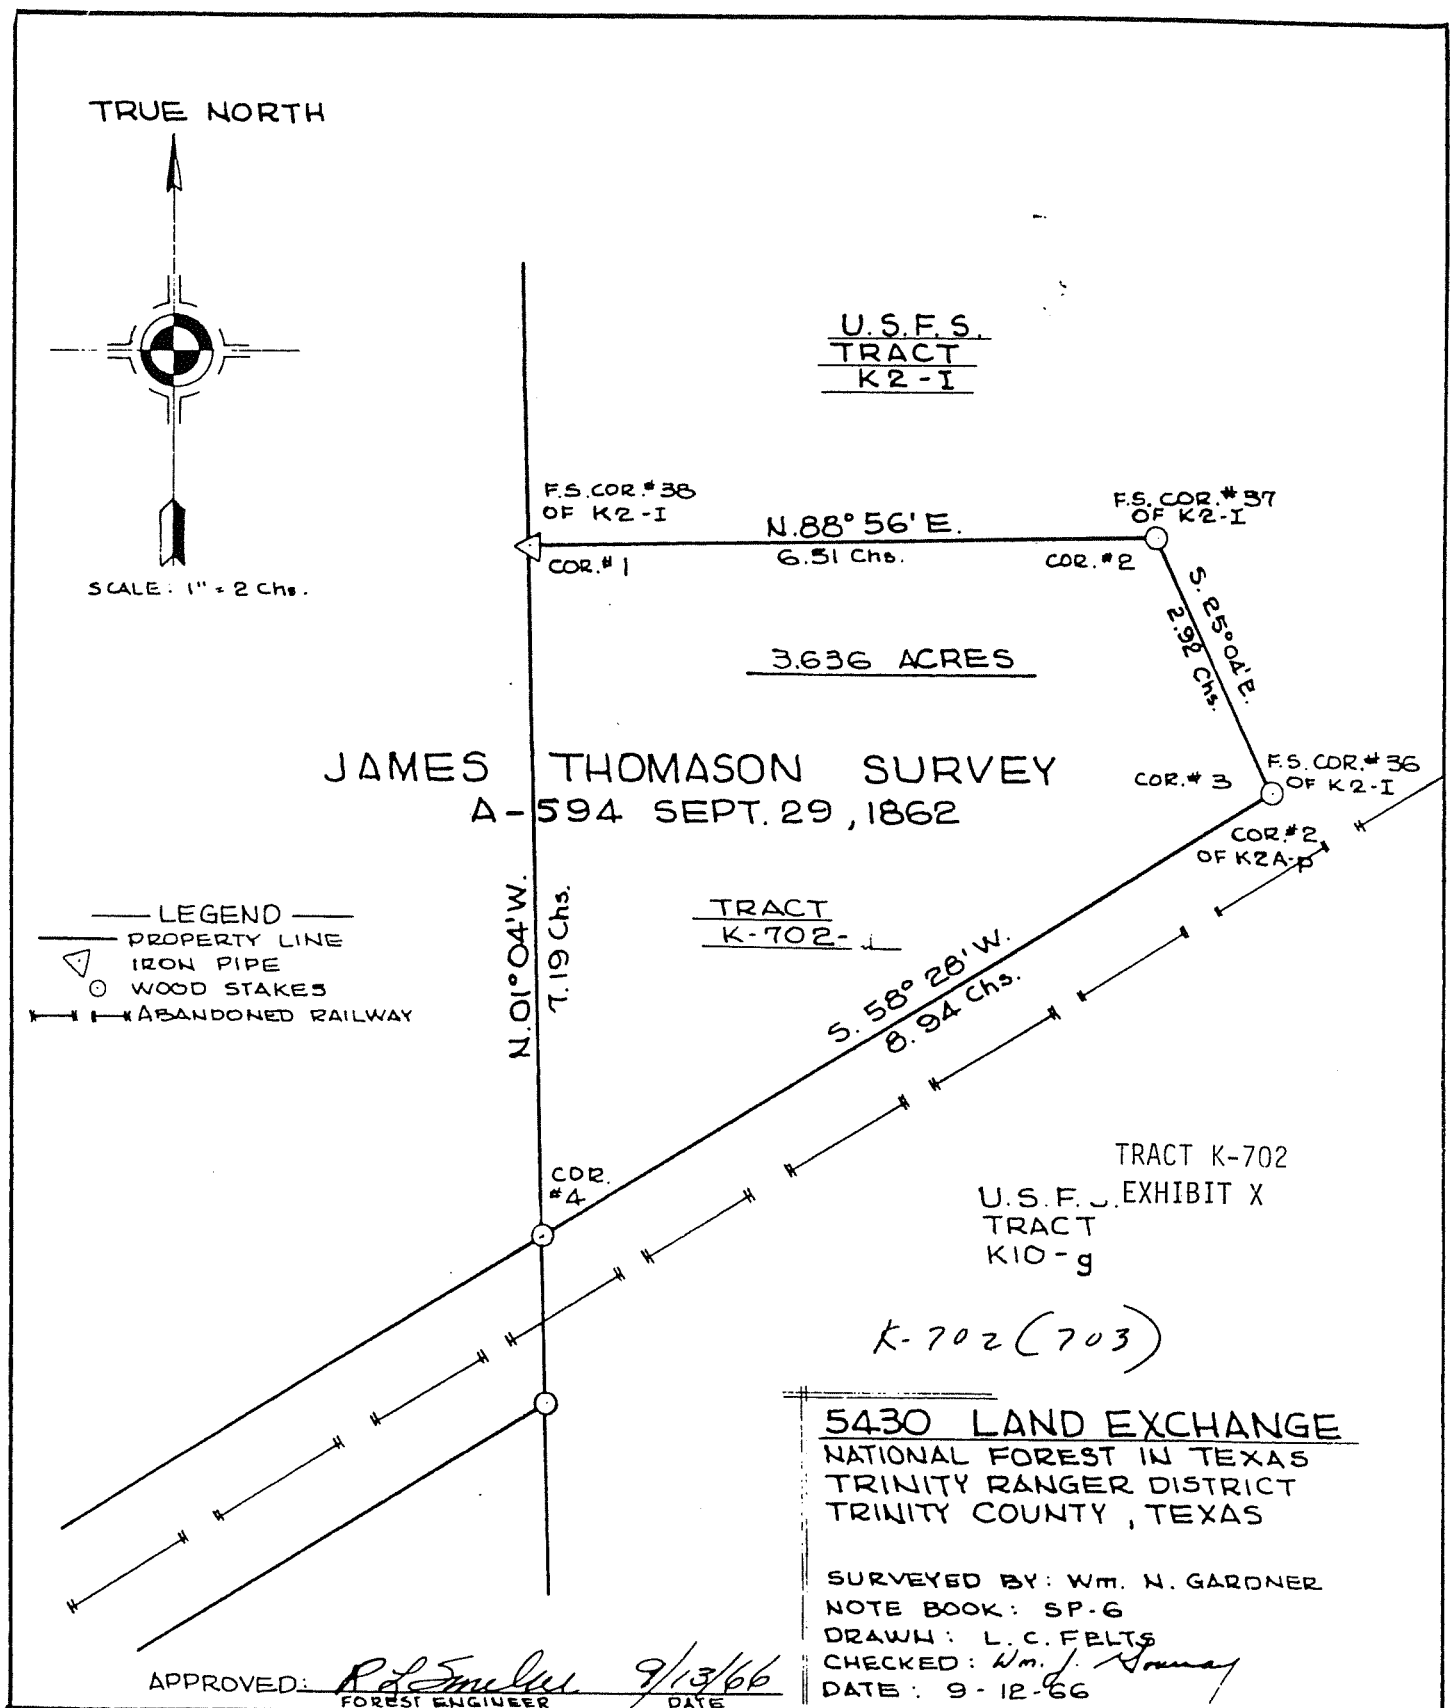 TRUE NORTH
SCALE: 1" = 2 Chs.
U.S.F.S.
TRACT
K2-I
F.S. COR. #38
OF K2-I
COR. #1
N. 88° 56' E.
6.51 Chs.
F.S. COR. #37
OF K2-I
COR. #2
S. 25° 04' E.
2.92 Chs.
3.636 ACRES
JAMES THOMASON SURVEY
A-594 SEPT. 29, 1862
COR. #3
F.S. COR. #36
OF K2-I
COR. #2
OF K2A-p
LEGEND
PROPERTY LINE
IRON PIPE
WOOD STAKES
ABANDONED RAILWAY
N. 01° 04' W.
7.19 Chs.
TRACT
K-702-
S. 58° 28' W.
8.94 Chs.
COR.
#4
TRACT K-702
EXHIBIT X
U.S.F.
TRACT
K10-g
K-702 (703)
5430 LAND EXCHANGE
NATIONAL FOREST IN TEXAS
TRINITY RANGER DISTRICT
TRINITY COUNTY, TEXAS
SURVEYED BY: Wm. N. GARDNER
NOTE BOOK: SP-6
DRAWN: L. C. FELTS
CHECKED: Wm. J.
DATE: 9-12-66
APPROVED: 9/13/66
FOREST ENGINEER DATE